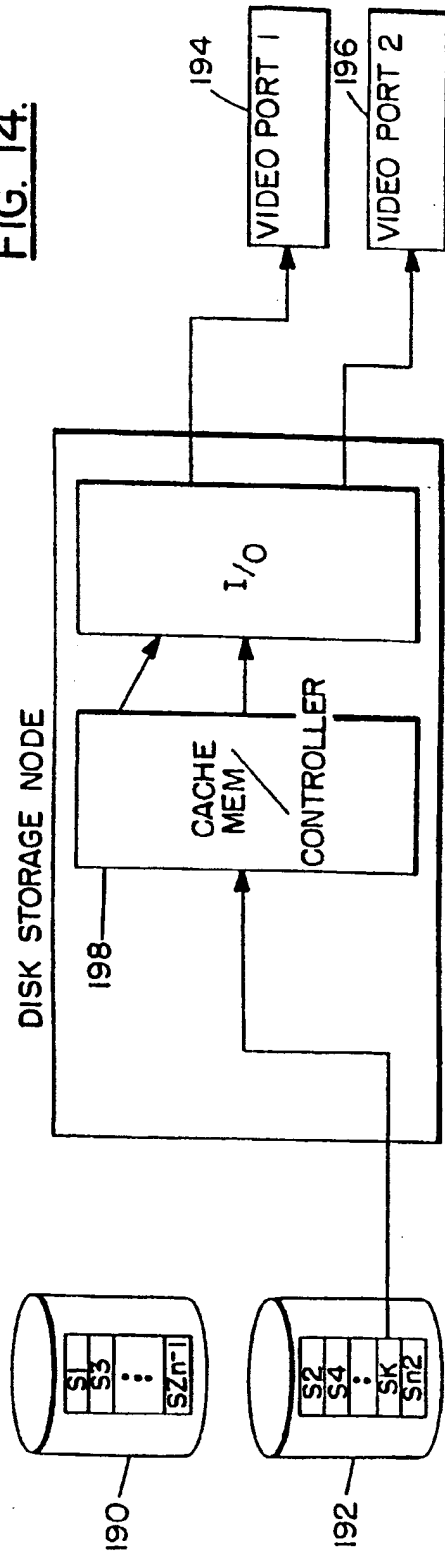 FIG. 14.
DISK STORAGE NODE
190
S1
S3
SZn-1
192
S2
S4
SK
Sn2
198
CACHE
MEM
CONTROLLER
I/O
VIDEO PORT 1
194
VIDEO PORT 2
196